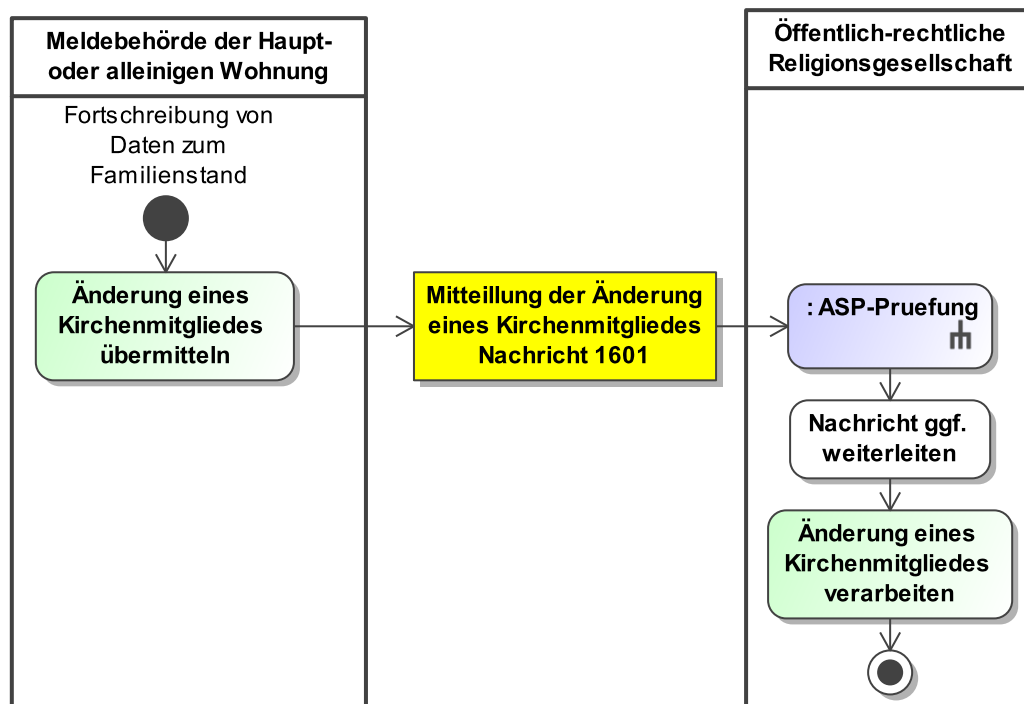 Meldebehörde der Haupt-
oder alleinigen Wohnung
Fortschreibung von
Daten zum
Familienstand
Änderung eines
Kirchenmitgliedes
übermitteln
Mitteillung der Änderung
eines Kirchenmitgliedes
Nachricht 1601
Öffentlich-rechtliche
Religionsgesellschaft
: ASP-Pruefung
Nachricht ggf.
weiterleiten
Änderung eines
Kirchenmitgliedes
verarbeiten